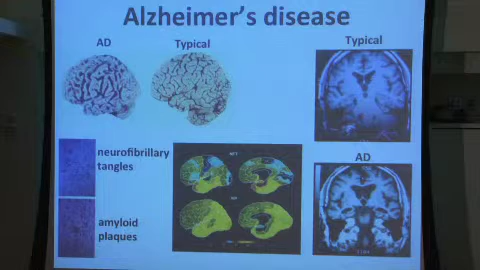 Alzheimer's disease
AD
Typical
Typical
neurofibrillary
tangles
AD
amyloid
plaques